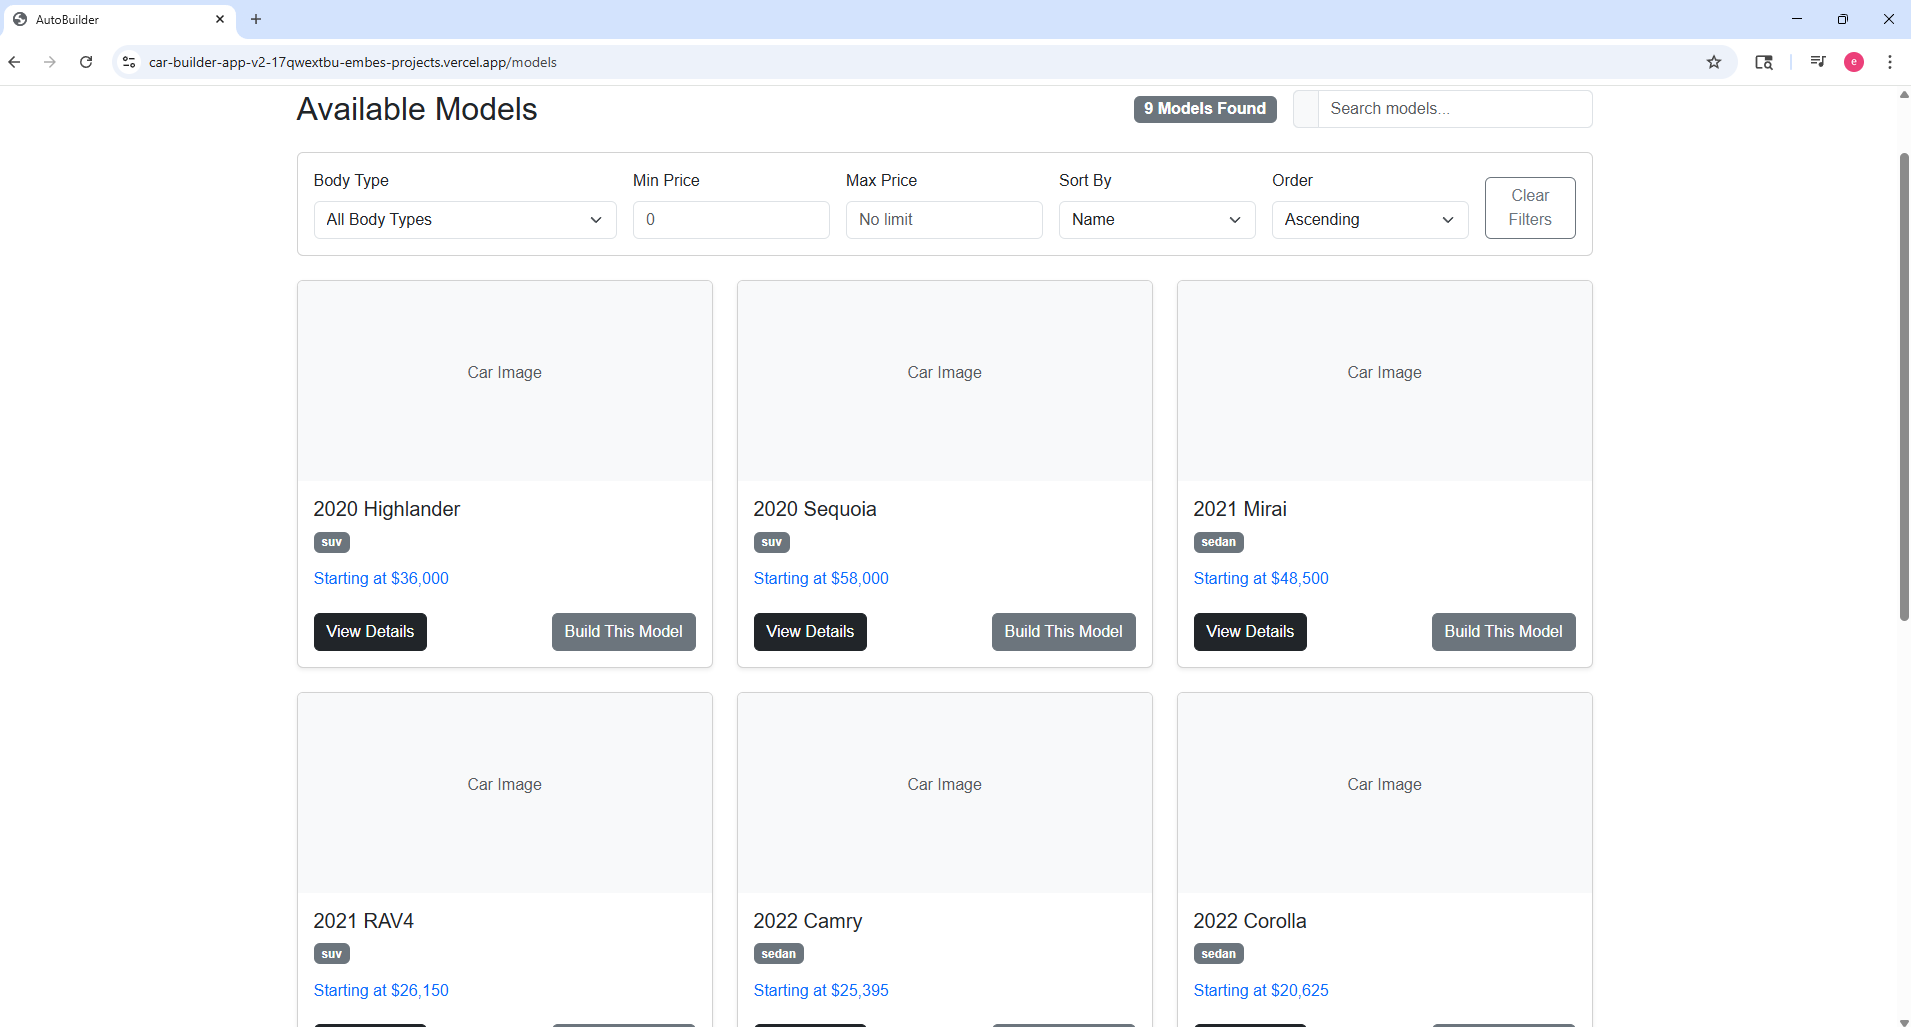 AutoBuilder
car-builder-app-v2-17qwextbu-embes-projects.vercel.app/models
e
Available Models
9 Models Found
Search models...
Body Type
Min Price
Max Price
Sort By
Order
Clear
Filters
All Body Types
0
No limit
Name
Ascending
Car Image
Car Image
Car Image
2020 Highlander
2020 Sequoia
2021 Mirai
suv
suv
sedan
Starting at $36,000
Starting at $58,000
Starting at $48,500
View Details
Build This Model
View Details
Build This Model
View Details
Build This Model
Car Image
Car Image
Car Image
2021 RAV4
2022 Camry
2022 Corolla
suv
sedan
sedan
Starting at $26,150
Starting at $25,395
Starting at $20,625